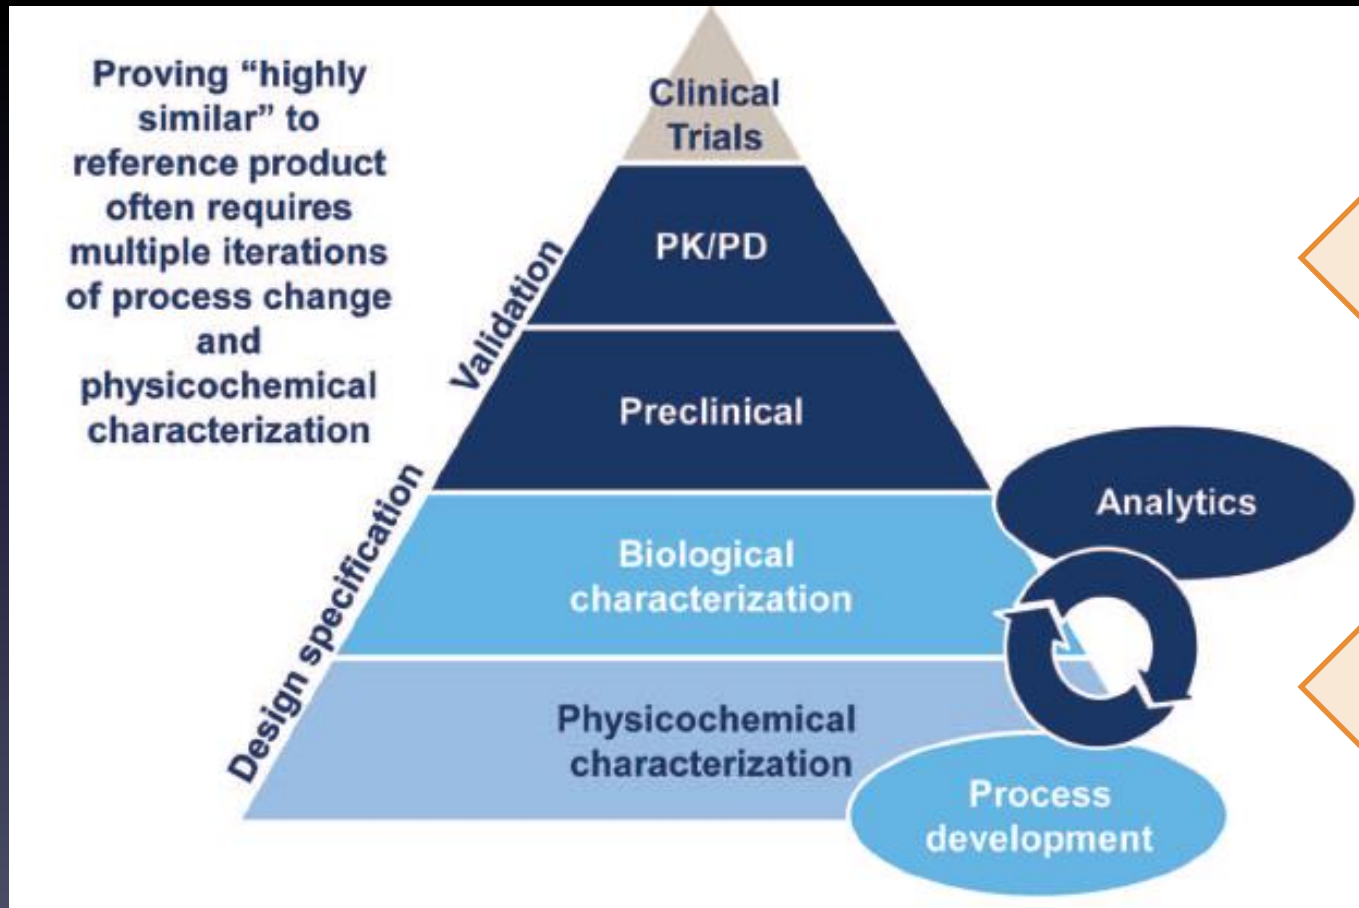 Proving “highly
similar” to
reference product
often requires
multiple iterations
of process change
and
physicochemical
characterization
Clinical
Trials
PK/PD
Validation
Preclinical
Analytics
Biological
characterization
Design specification
Physicochemical
characterization
Process
development